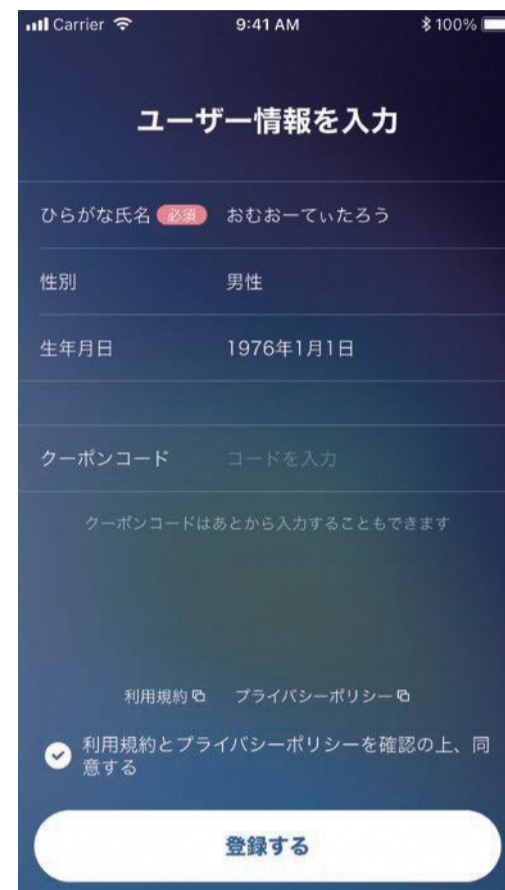 Carrier 9:41 AM 100%
ユーザー情報を入力
ひらがな氏名 必須 おむおーてぃたろう
性別 男性
生年月日 1976年1月1日
クーポンコード コードを入力
クーポンコードはあとから入力することもできます
利用規約 プライバシーポリシー
利用規約とプライバシーポリシーを確認の上、同
意する
登録する